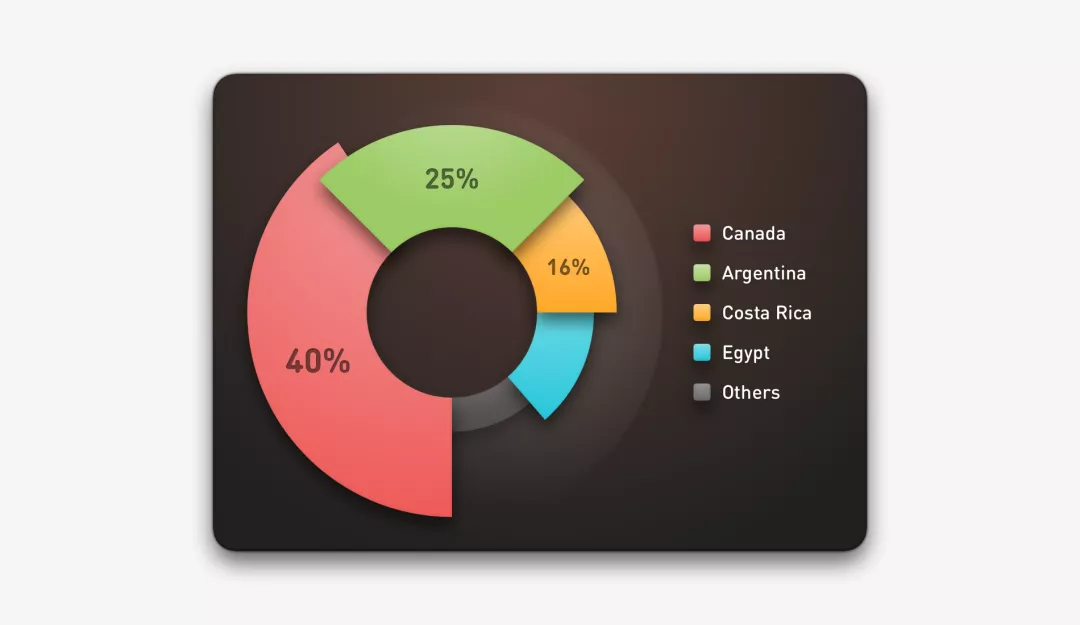 25%
16%
40%
Canada
Argentina
Costa Rica
Egypt
Others